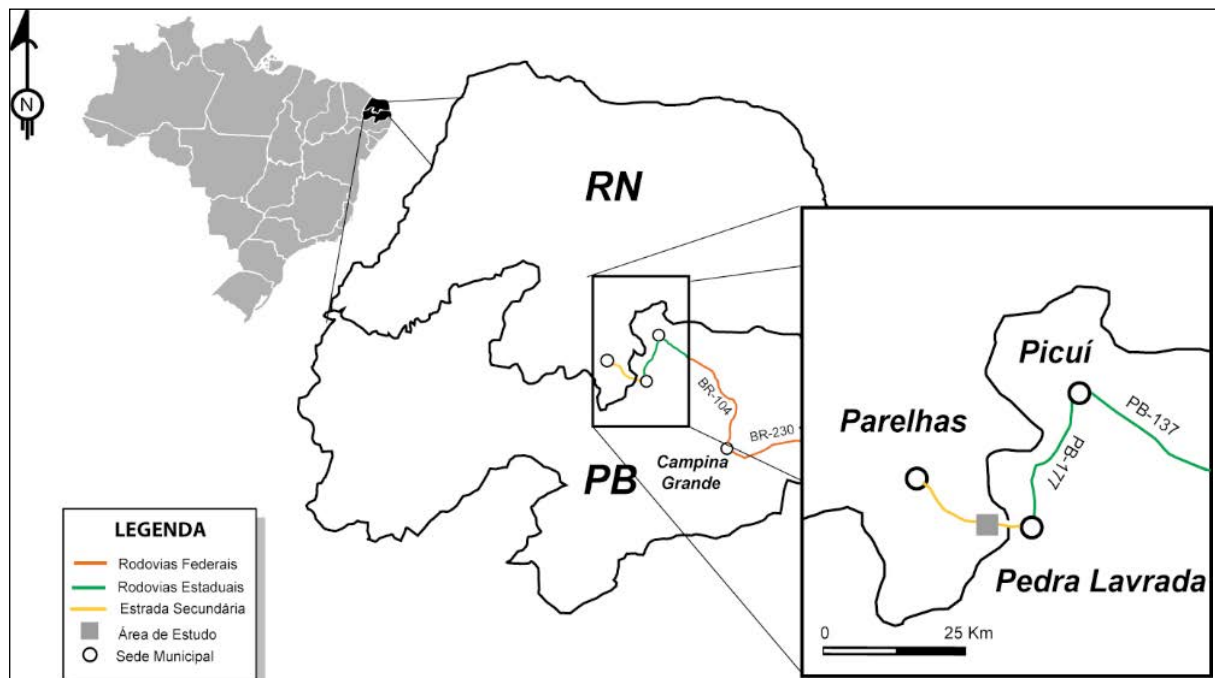 N
RN
PB
BR-104
BR-230
Campina
Grande
Picuí
Parelhas
PB-137
PB-177
Pedra Lavrada
0 25 Km
LEGENDA
Rodovias Federais
Rodovias Estaduais
Estrada Secundária
Área de Estudo
Sede Municipal